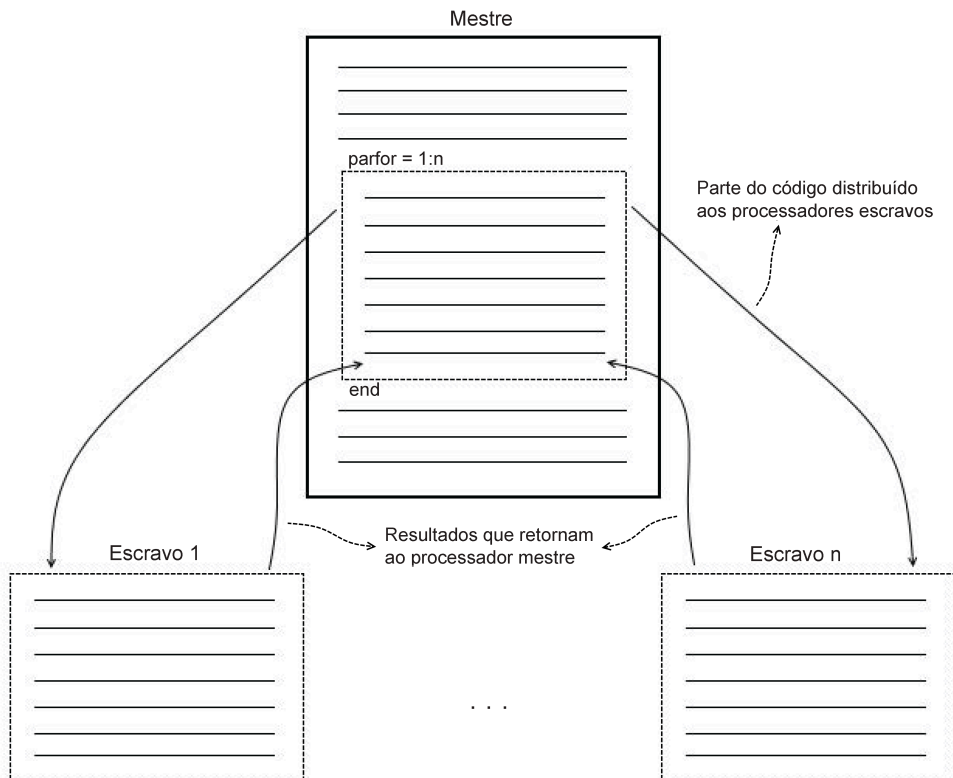 Mestre
parfor = 1:n
Parte do código distribuído
aos processadores escravos
end
Resultados que retornam
ao processador mestre
Escravo 1
Escravo n
. . .